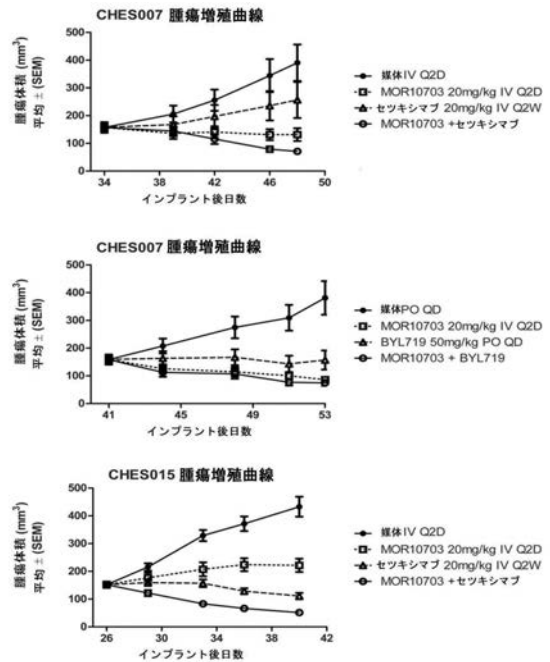 CHES007 腫瘍増殖曲線
腫瘍体積 (mm³)
平均 ± (SEM)
500
400
300
200
100
0
34
38
42
46
50
インプラント後日数
媒体IV Q2D
MOR10703 20mg/kg IV Q2D
セツキシマブ 20mg/kg IV Q2W
MOR10703 +セツキシマブ
CHES007 腫瘍増殖曲線
腫瘍体積 (mm³)
平均 ± (SEM)
500
400
300
200
100
0
41
45
49
53
インプラント後日数
媒体PO QD
MOR10703 20mg/kg IV Q2D
BYL719 50mg/kg PO QD
MOR10703 + BYL719
CHES015 腫瘍増殖曲線
腫瘍体積 (mm³)
平均 ± (SEM)
500
400
300
200
100
0
26
30
34
38
42
インプラント後日数
媒体IV Q2D
MOR10703 20mg/kg IV Q2D
セツキシマブ 20mg/kg IV Q2W
MOR10703 +セツキシマブ